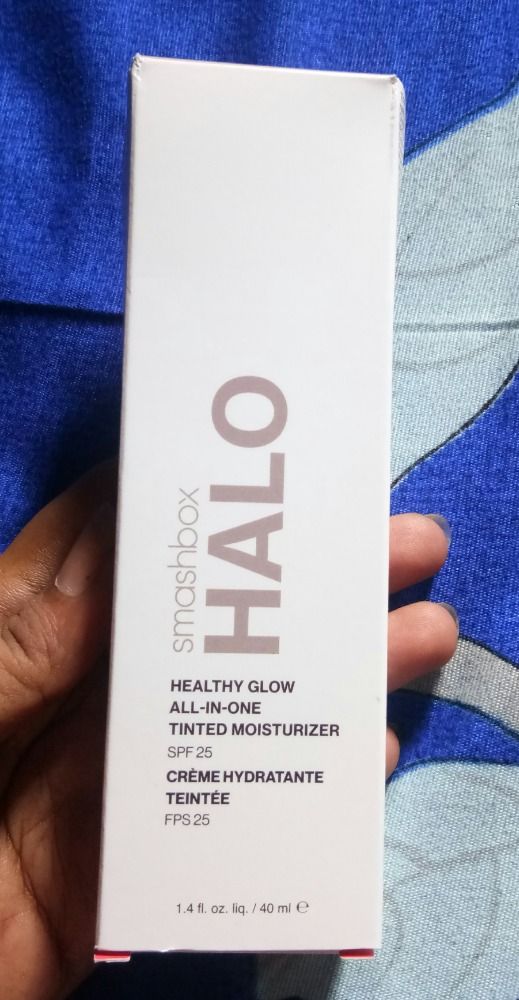 smashbox
HALO
HEALTHY GLOW
ALL-IN-ONE
TINTED MOISTURIZER
SPF 25
CRÈME HYDRATANTE
TEINTÉE
FPS 25
1.4 fl. oz. liq. / 40 ml ℮